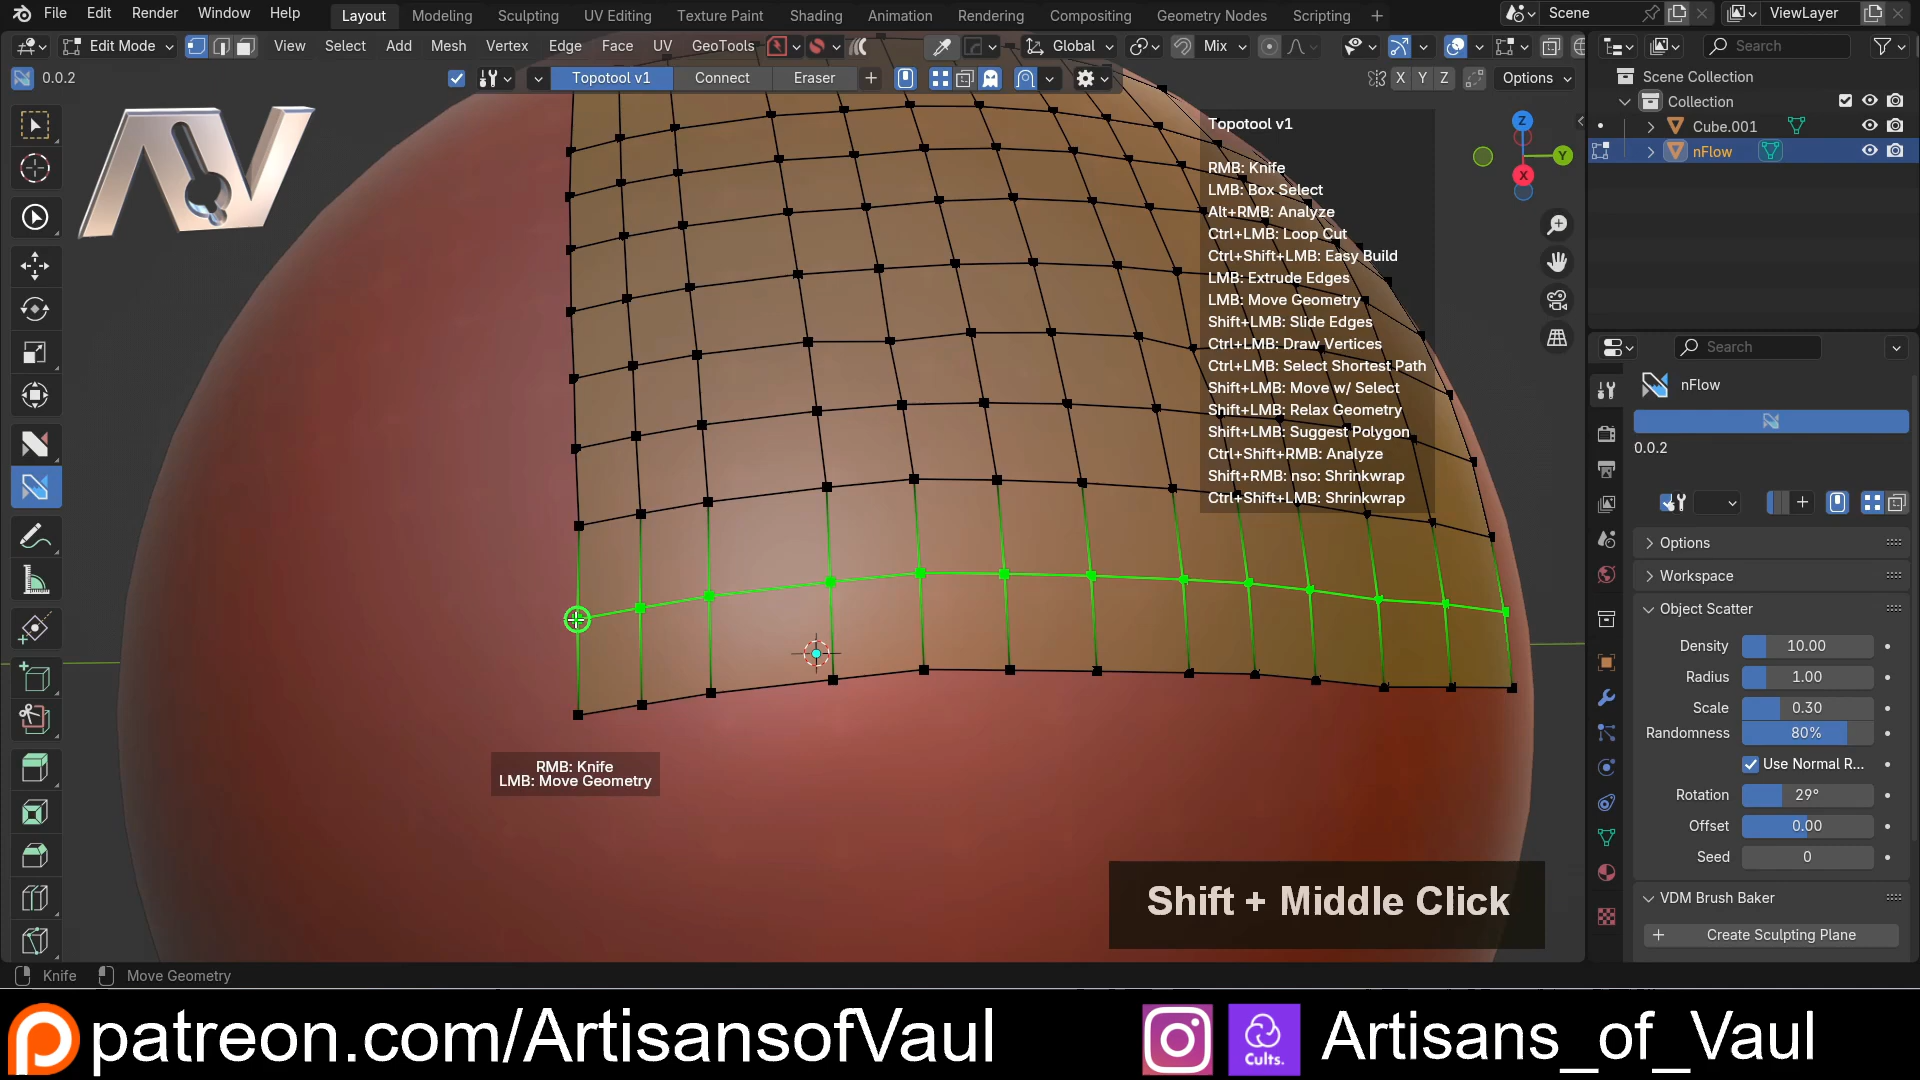 File Edit Render Window Help Layout Modeling Sculpting UV Editing Texture Paint Shading Animation Rendering Compositing Geometry Nodes Scripting + Scene ViewLayer
Edit Mode View Select Add Mesh Vertex Edge Face UV GeoTools Global Mix Search
0.0.2 Topotool v1 Connect Eraser + X Y Z Options
Scene Collection
Collection
Cube.001
nFlow
AV
Z
Y
X
Topotool v1
RMB: Knife
LMB: Box Select
Alt+RMB: Analyze
Ctrl+LMB: Loop Cut
Ctrl+Shift+LMB: Easy Build
LMB: Extrude Edges
LMB: Move Geometry
Shift+LMB: Slide Edges
Ctrl+LMB: Draw Vertices
Ctrl+LMB: Select Shortest Path
Shift+LMB: Move w/ Select
Shift+LMB: Relax Geometry
Shift+LMB: Suggest Polygon
Ctrl+Shift+RMB: Analyze
Shift+RMB: nso: Shrinkwrap
Ctrl+Shift+LMB: Shrinkwrap
Search
nFlow
0.0.2
+
Options
Workspace
Object Scatter
Density 10.00
Radius 1.00
Scale 0.30
Randomness 80%
Use Normal R...
Rotation 29°
Offset 0.00
Seed 0
VDM Brush Baker
+ Create Sculpting Plane
RMB: Knife
LMB: Move Geometry
Shift + Middle Click
Knife Move Geometry
patreon.com/ArtisansofVaul Cults. Artisans_of_Vaul